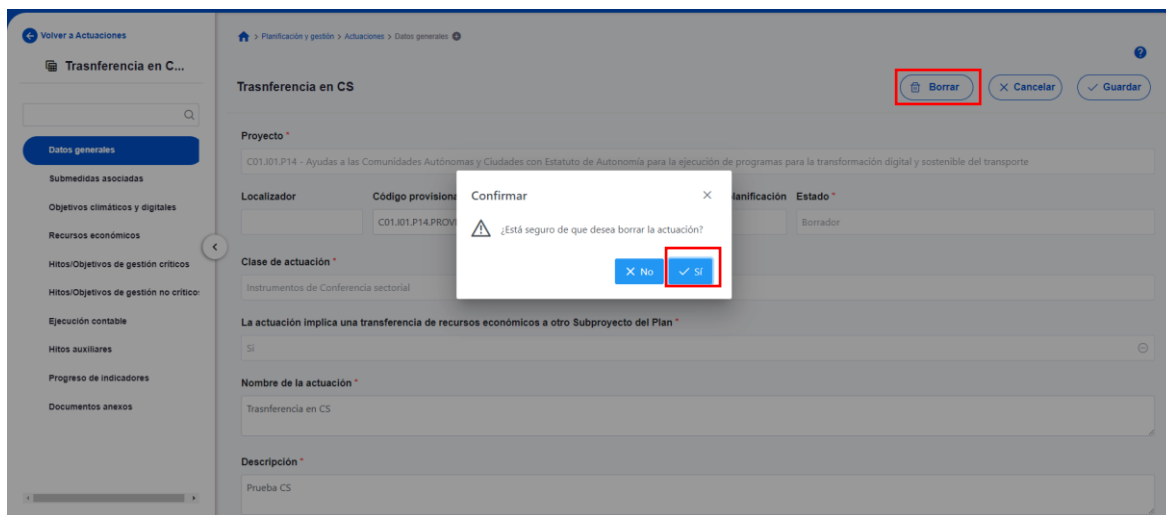 Volver a Actuaciones
Trasnferencia en C...
Datos generales
Submedidas asociadas
Objetivos climáticos y digitales
Recursos económicos
Hitos/Objetivos de gestión críticos
Hitos/Objetivos de gestión no crítico
Ejecución contable
Hitos auxiliares
Progreso de indicadores
Documentos anexos
> Planificación y gestión > Actuaciones > Datos generales
Trasnferencia en CS
Borrar
Cancelar
Guardar
Proyecto *
C01.I01.P14 - Ayudas a las Comunidades Autónomas y Ciudades con Estatuto de Autonomía para la ejecución de programas para la transformación digital y sostenible del transporte
Localizador Código provisiona lanificación Estado *
C01.I01.P14.PROVI Borrador
Confirmar
¿Está seguro de que desea borrar la actuación?
No Sí
Clase de actuación *
Instrumentos de Conferencia sectorial
La actuación implica una transferencia de recursos económicos a otro Subproyecto del Plan *
Sí
Nombre de la actuación *
Trasnferencia en CS
Descripción *
Prueba CS